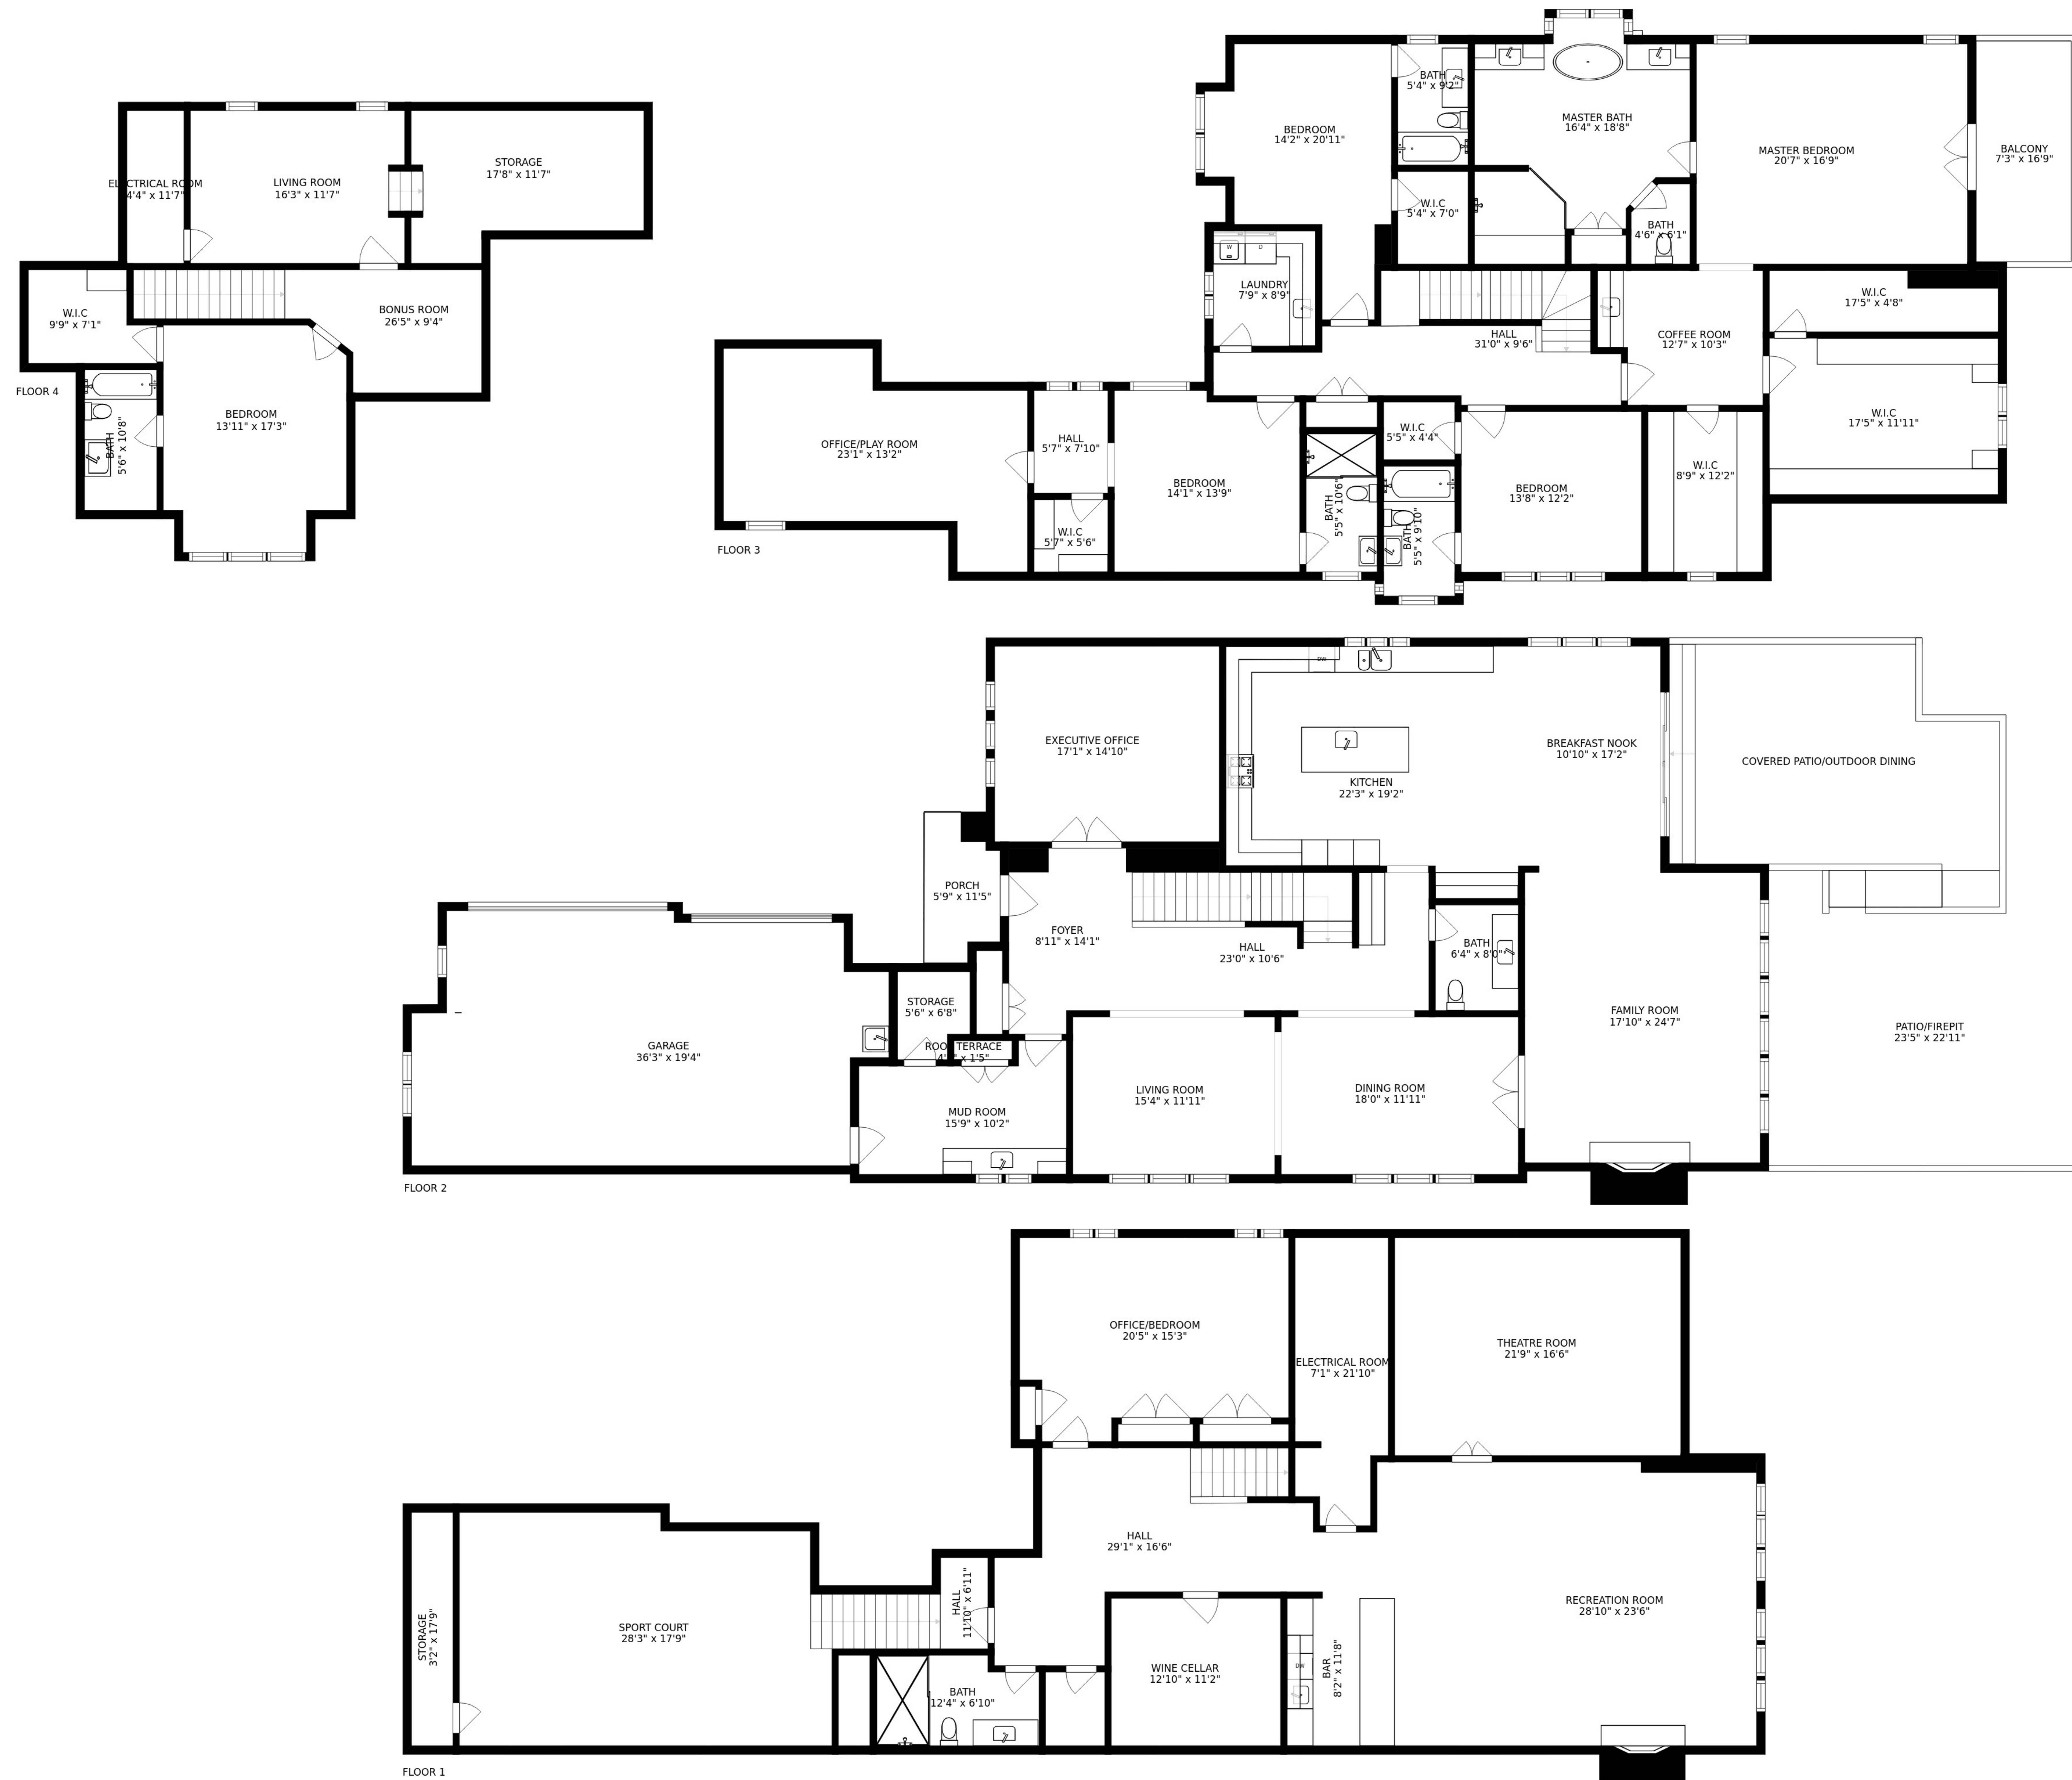 ELECTRICAL ROOM
4'4" x 11'7"
LIVING ROOM
16'3" x 11'7"
STORAGE
17'8" x 11'7"
W.I.C
9'9" x 7'1"
BONUS ROOM
26'5" x 9'4"
FLOOR 4
BATH
5'6" x 10'8"
BEDROOM
13'11" x 17'3"
BEDROOM
14'2" x 20'11"
BATH
5'4" x 9'2"
MASTER BATH
16'4" x 18'8"
MASTER BEDROOM
20'7" x 16'9"
BALCONY
7'3" x 16'9"
W.I.C
5'4" x 7'0"
BATH
4'6" x 6'1"
W
D
LAUNDRY
7'9" x 8'9"
HALL
31'0" x 9'6"
COFFEE ROOM
12'7" x 10'3"
W.I.C
17'5" x 4'8"
W.I.C
17'5" x 11'11"
OFFICE/PLAY ROOM
23'1" x 13'2"
HALL
5'7" x 7'10"
W.I.C
5'7" x 5'6"
BEDROOM
14'1" x 13'9"
BATH
5'5" x 10'6"
W.I.C
5'5" x 4'4"
BATH
5'5" x 9'10"
BEDROOM
13'8" x 12'2"
W.I.C
8'9" x 12'2"
FLOOR 3
EXECUTIVE OFFICE
17'1" x 14'10"
DW
KITCHEN
22'3" x 19'2"
BREAKFAST NOOK
10'10" x 17'2"
COVERED PATIO/OUTDOOR DINING
PORCH
5'9" x 11'5"
FOYER
8'11" x 14'1"
HALL
23'0" x 10'6"
BATH
6'4" x 8'0"
STORAGE
5'6" x 6'8"
TERRACE
x 1'5"
GARAGE
36'3" x 19'4"
MUD ROOM
15'9" x 10'2"
LIVING ROOM
15'4" x 11'11"
DINING ROOM
18'0" x 11'11"
FAMILY ROOM
17'10" x 24'7"
PATIO/FIREPIT
23'5" x 22'11"
FLOOR 2
OFFICE/BEDROOM
20'5" x 15'3"
ELECTRICAL ROOM
7'1" x 21'10"
THEATRE ROOM
21'9" x 16'6"
HALL
29'1" x 16'6"
RECREATION ROOM
28'10" x 23'6"
STORAGE
3'2" x 17'9"
SPORT COURT
28'3" x 17'9"
HALL
11'10" x 6'11"
BATH
12'4" x 6'10"
WINE CELLAR
12'10" x 11'2"
DW
BAR
8'2" x 11'8"
FLOOR 1